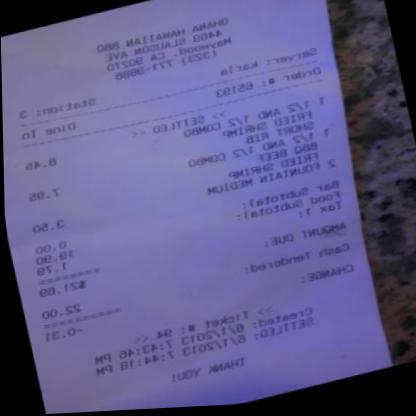 OHANA HAWAIIAN BBQ
4469 SLAUSON AVE
Maywood, CA 90270
(323) 771-9888
Server: karla Station: 3
Order #: 65193 Dine In
>> SETTLED <<
1 1/2 AND 1/2 COMBO 8.45
FRIED SHRIMP
SHORT RIB
1 1/2 AND 1/2 COMBO 7.95
BBQ BEEF
FRIED SHRIMP
2 FOUNTAIN MEDIUM 3.50
Bar Subtotal: 0.00
Food Subtotal: 19.90
Tax 1: 1.79
========
AMOUNT DUE: $21.69
Cash Tendered: 22.00
========
CHANGE: -0.31
>> Ticket #: 94 <<
Created: 6/1/2013 7:43:46 PM
SETTLED: 6/1/2013 7:44:18 PM
THANK YOU!